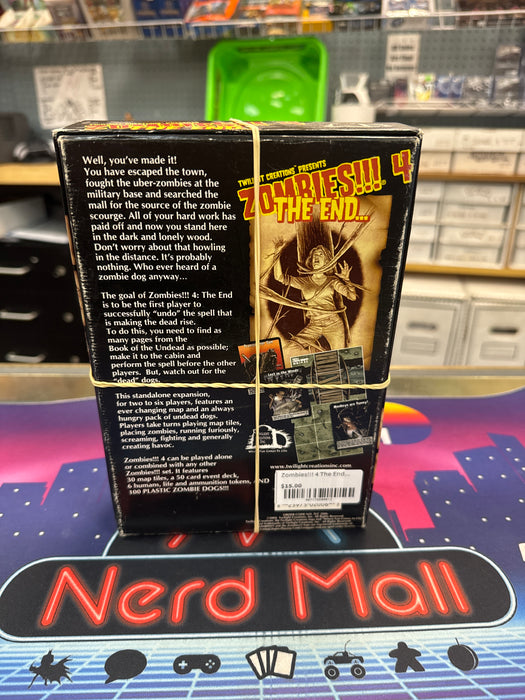 Well, you've made it!
You have escaped the town,
fought the uber-zombies at the
military base and searched the
mall for the source of the zombie
scourge. All of your hard work has
paid off and now you stand here
in the dark and lonely wood.
Don't worry about that howling
in the distance. It's probably
nothing. Who ever heard of a
zombie dog anyway...
TWILIGHT CREATIONS' PRESENTS
ZOMBIES!!! 4
THE END...
The goal of Zombies!!! 4: The End
is to be the first player to
successfully "undo" the spell that
is making the dead rise.
To do this, you need to find as
many pages from the
Book of the Undead as possible;
make it to the cabin and
perform the spell before the other
players. But, watch out for the
"dead" dogs.
This standalone expansion,
for two to six players, features an
ever changing map and an always
hungry pack of undead dogs.
Players take turns playing map tiles,
placing zombies, running furiously,
screaming, fighting and generally
creating havoc.
Zombies!!! 4 can be played alone
or combined with any other
Zombies!!! set. It features
30 map tiles, a 50 card event deck,
6 humans, life and ammunition tokens, AND
100 PLASTIC ZOMBIE DOGS!!!
www.twilightcreationsinc.com
Zombies!!! 4 The End...
$15.00
Nerd Mall